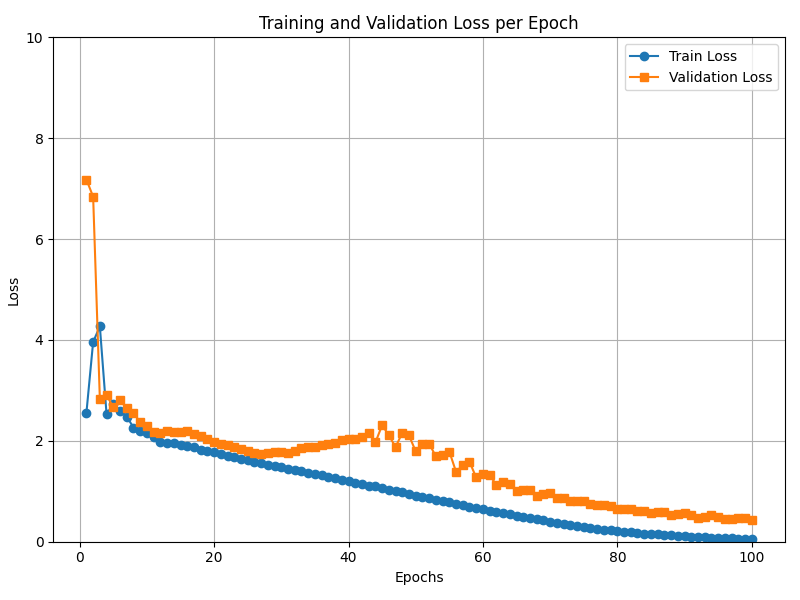 Training and Validation Loss per Epoch
Train Loss
Validation Loss
10
8
6
4
2
0
Loss
0 20 40 60 80 100
Epochs